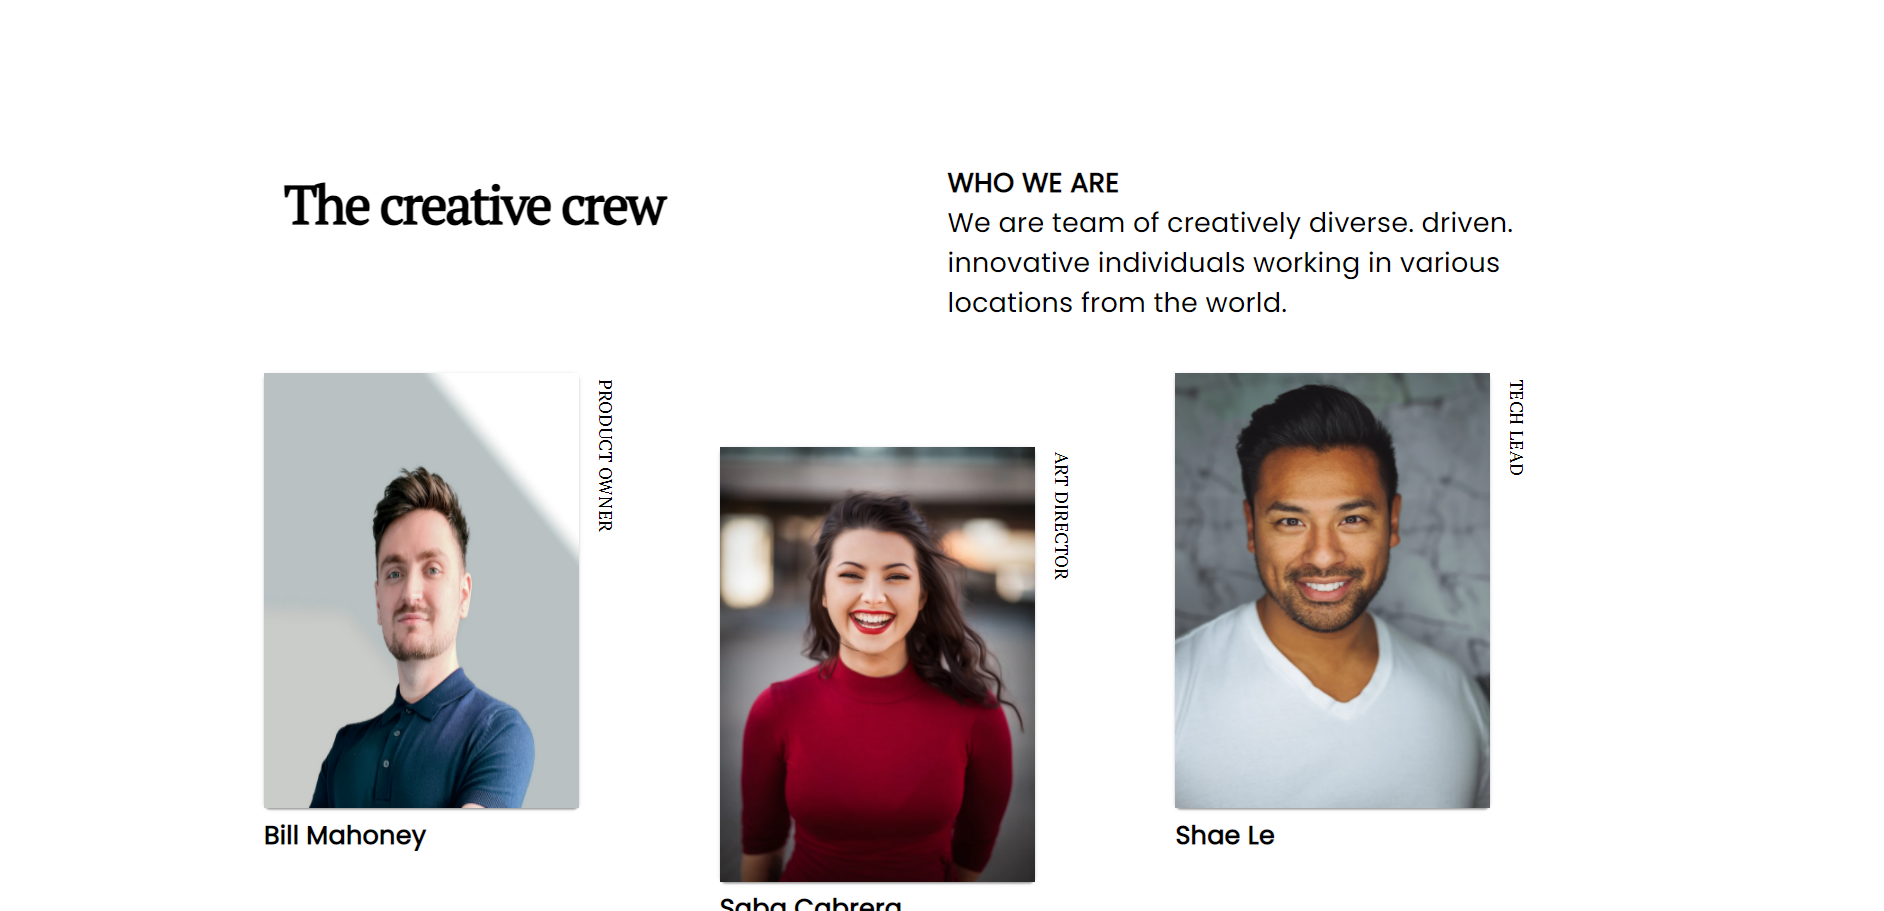 The creative crew
WHO WE ARE
We are team of creatively diverse. driven.
innovative individuals working in various
locations from the world.
PRODUCT OWNER
Bill Mahoney
ART DIRECTOR
Saba Cabrera
TECH LEAD
Shae Le